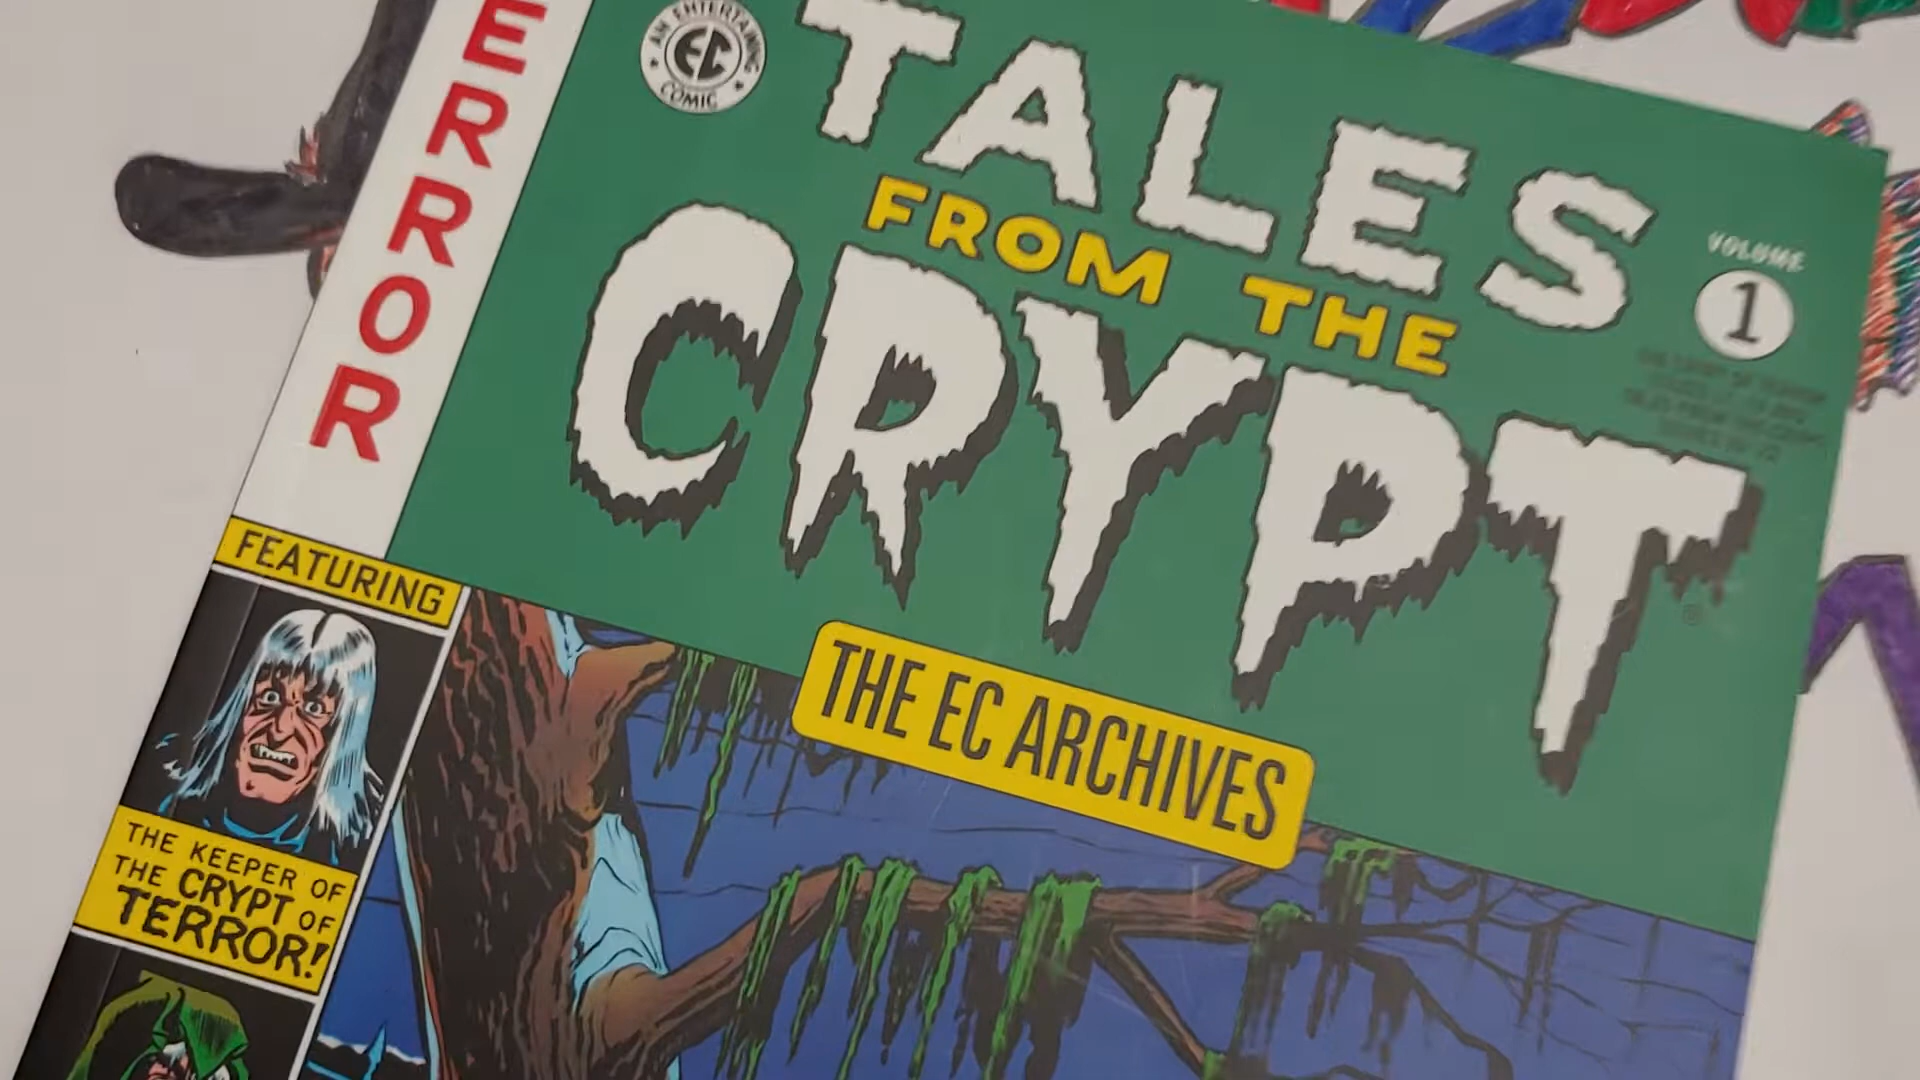 ERROR
AN ENTERTAINING
EC
COMIC
TALES
FROM THE
CRYPT
VOLUME
1
THE EC ARCHIVES
FEATURING
THE KEEPER OF
THE CRYPT OF
TERROR!